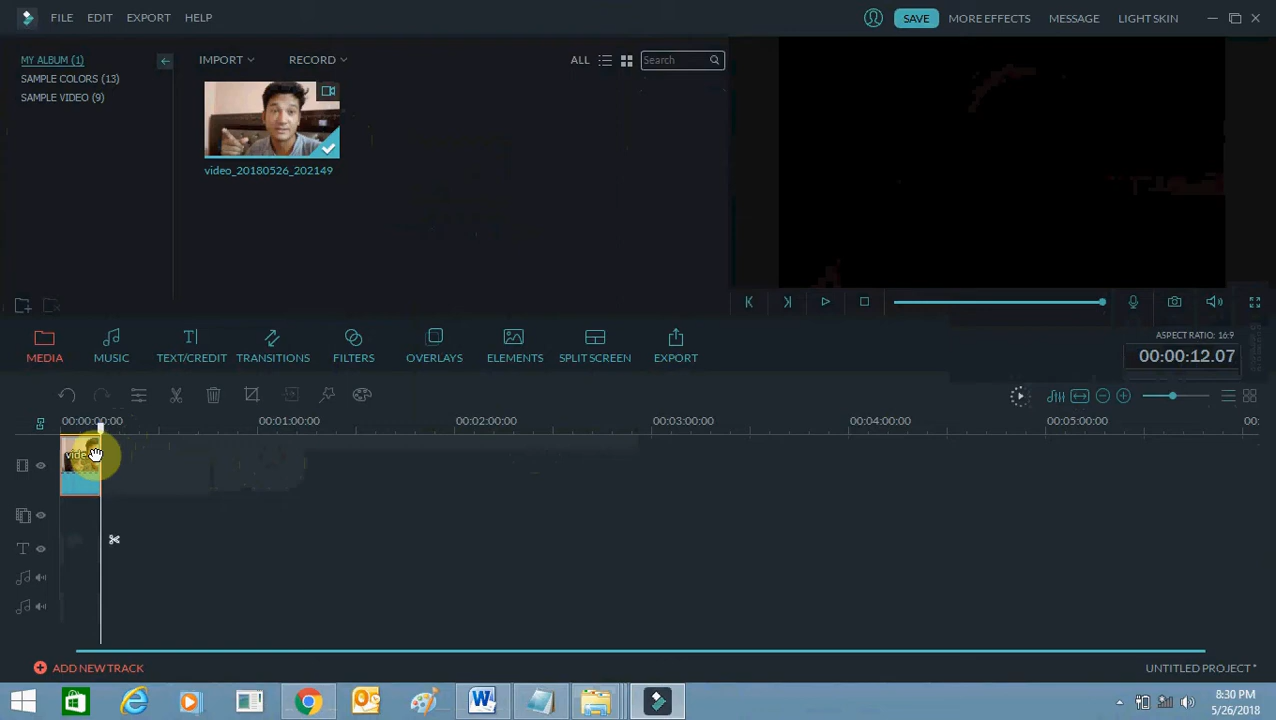 FILE EDIT EXPORT HELP SAVE MORE EFFECTS MESSAGE LIGHT SKIN
MY ALBUM (1) IMPORT RECORD ALL Search
SAMPLE COLORS (13)
SAMPLE VIDEO (9)
video_20180526_202149
ASPECT RATIO: 16:9
MEDIA MUSIC TEXT/CREDIT TRANSITIONS FILTERS OVERLAYS ELEMENTS SPLIT SCREEN EXPORT
00:00:12.07
00:00:00:00 00:01:00:00 00:02:00:00 00:03:00:00 00:04:00:00 00:05:00:00 00:
ADD NEW TRACK UNTITLED PROJECT *
8:30 PM
5/26/2018